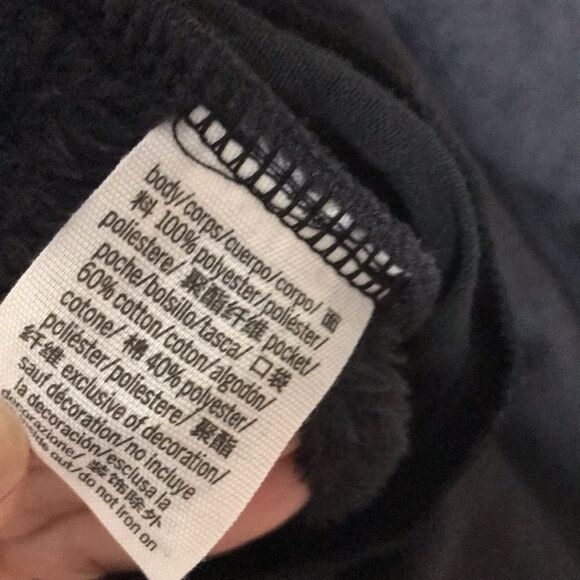 body/corps/cuerpo/corpo/ 面
料 100% polyester/poliéster/
poliestere/ 聚酯纤维 pocket/
poche/bolsillo/tasca/ 口袋
60% cotton/coton/algodón/
cotone/ 棉 40% polyester/
poliéster/poliestere/ 聚酯
纤维 exclusive of decoration/
sauf décoration/no incluye
la decoración/esclusa la
decorazione/ 装饰除外
out/do not iron on